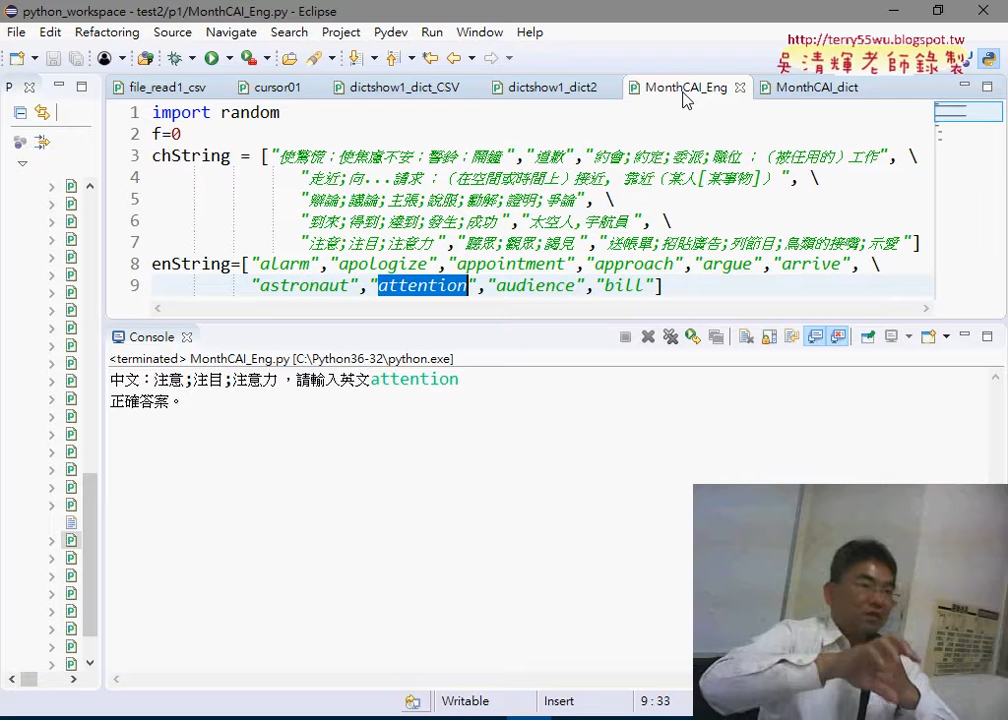 python_workspace - test2/p1/MonthCAI_Eng.py - Eclipse
File Edit Refactoring Source Navigate Search Project Pydev Run Window Help
http://terry55wu.blogspot.tw
吳清輝老師錄製
P
file_read1_csv
cursor01
dictshow1_dict_CSV
dictshow1_dict2
MonthCAI_Eng
MonthCAI_dict
1 import random
2 f=0
3 chString = ["使驚慌;使焦慮不安;警鈴;鬧鐘","道歉","約會;約定;委派;職位 ;（被任用的）工作", \
4 "走近;向...請求 ;（在空間或時間上）接近, 靠近（某人[某事物]）", \
5 "辯論;議論;主張;說服;勸解;證明;爭論", \
6 "到來;得到;達到;發生;成功","太空人,宇航員", \
7 "注意;注目;注意力","聽眾;觀眾;謁見","送帳單;招貼廣告;列節目;鳥類的接嘴;示愛"]
8 enString=["alarm","apologize","appointment","approach","argue","arrive", \
9 "astronaut","attention","audience","bill"]
Console
<terminated> MonthCAI_Eng.py [C:\Python36-32\python.exe]
中文：注意;注目;注意力 ，請輸入英文attention
正確答案。
Writable Insert 9 : 33